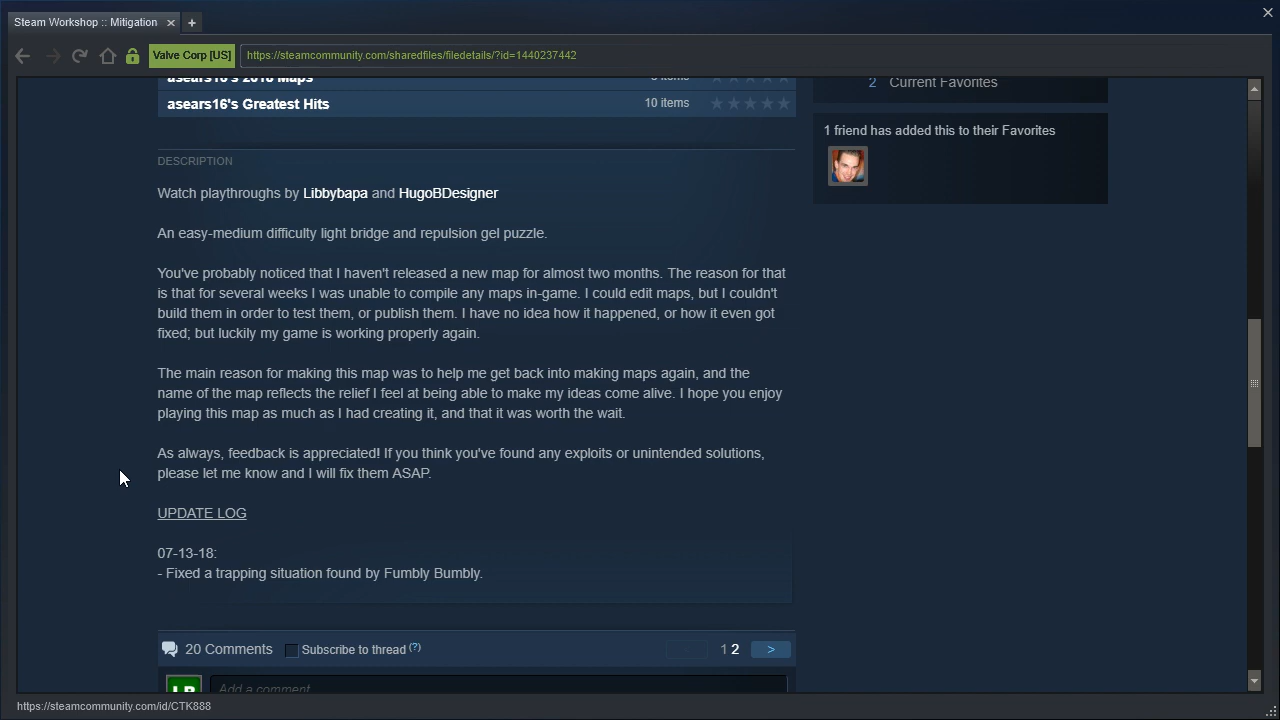 Steam Workshop :: Mitigation × +
×
Valve Corp [US] https://steamcommunity.com/sharedfiles/filedetails/?id=1440237442
asears16's 2018 Maps
asears16's Greatest Hits 10 items
2 Current Favorites
1 friend has added this to their Favorites
DESCRIPTION
Watch playthroughs by Libbybapa and HugoBDesigner
An easy-medium difficulty light bridge and repulsion gel puzzle.
You've probably noticed that I haven't released a new map for almost two months. The reason for that
is that for several weeks I was unable to compile any maps in-game. I could edit maps, but I couldn't
build them in order to test them, or publish them. I have no idea how it happened, or how it even got
fixed; but luckily my game is working properly again.
The main reason for making this map was to help me get back into making maps again, and the
name of the map reflects the relief I feel at being able to make my ideas come alive. I hope you enjoy
playing this map as much as I had creating it, and that it was worth the wait.
As always, feedback is appreciated! If you think you've found any exploits or unintended solutions,
please let me know and I will fix them ASAP.
UPDATE LOG
07-13-18:
- Fixed a trapping situation found by Fumbly Bumbly.
20 Comments Subscribe to thread (?) 1 2 >
Add a comment
https://steamcommunity.com/id/CTK888